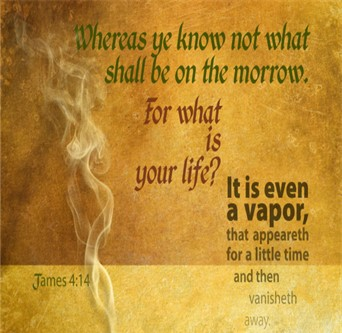 Whereas ye know not what
shall be on the morrow.
For what
is
your life?
It is even
a vapor,
that appeareth
for a little time
and then
vanisheth
away.
James 4:14